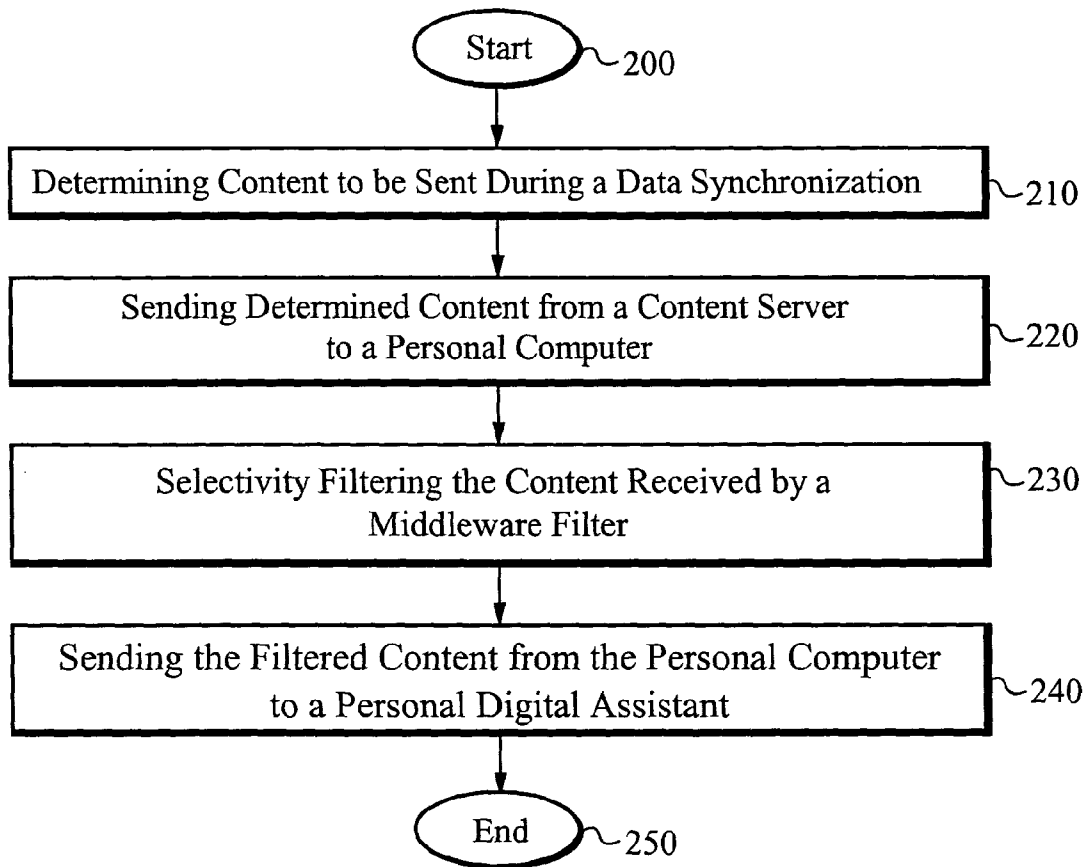 Start
200
Determining Content to be Sent During a Data Synchronization
210
Sending Determined Content from a Content Server
to a Personal Computer
220
Selectivity Filtering the Content Received by a
Middleware Filter
230
Sending the Filtered Content from the Personal Computer
to a Personal Digital Assistant
240
End
250